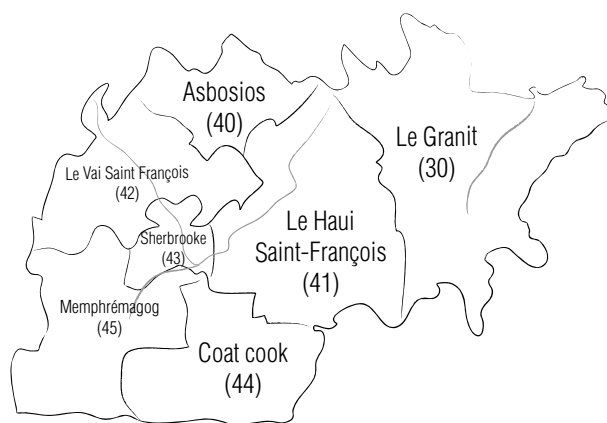 Asbosios
(40)
Le Granit
(30)
Le Vai Saint François
(42)
Le Haui
Saint-François
(41)
Sherbrooke
(43)
Memphrémagog
(45)
Coat cook
(44)